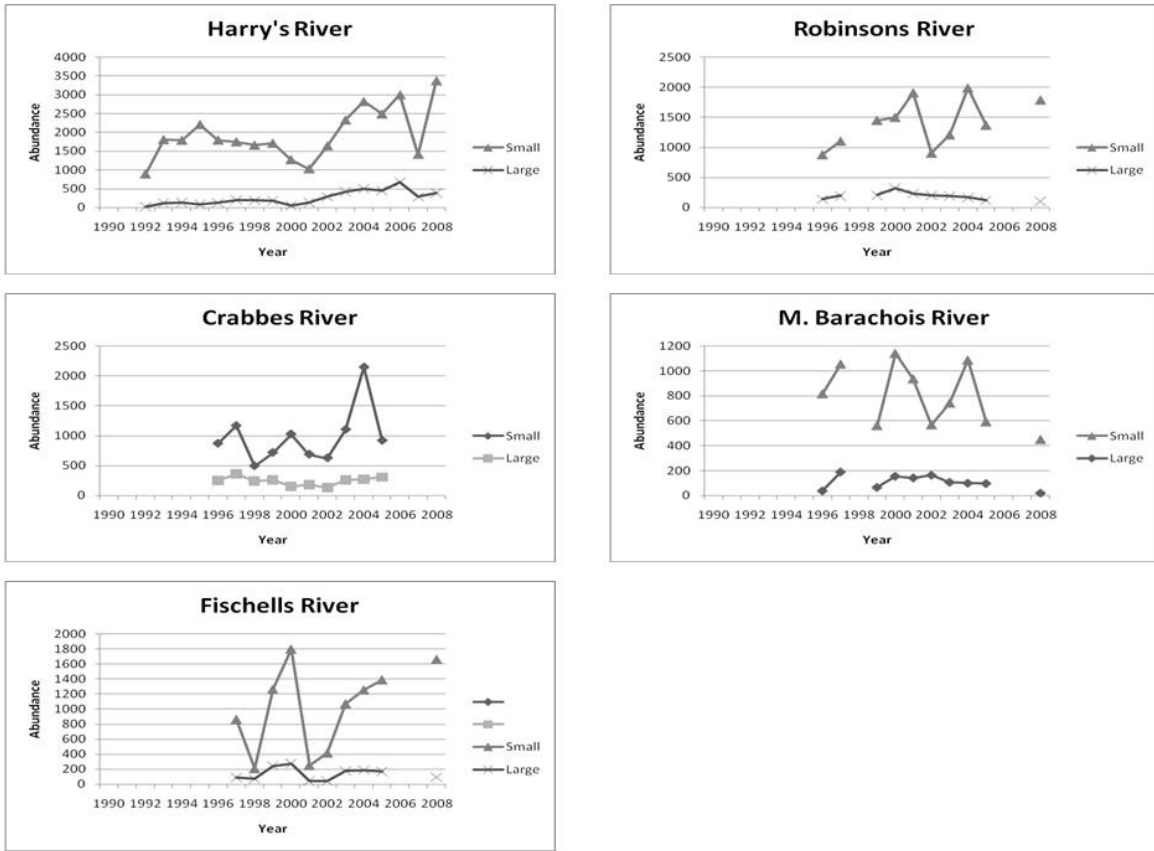 Harry's River
4000
3500
3000
2500
2000
1500
1000
500
0
Abundance
1990 1992 1994 1996 1998 2000 2002 2004 2006 2008
Year
Small
Large
Robinsons River
2500
2000
1500
1000
500
0
Abundance
1990 1992 1994 1996 1998 2000 2002 2004 2006 2008
Year
Small
Large
Crabbes River
2500
2000
1500
1000
500
0
Abundance
1990 1992 1994 1996 1998 2000 2002 2004 2006 2008
Year
Small
Large
M. Barachois River
1200
1000
800
600
400
200
0
Abundance
1990 1992 1994 1996 1998 2000 2002 2004 2006 2008
Year
Small
Large
Fischells River
2000
1800
1600
1400
1200
1000
800
600
400
200
0
Abundance
1990 1992 1994 1996 1998 2000 2002 2004 2006 2008
Year
Small
Large